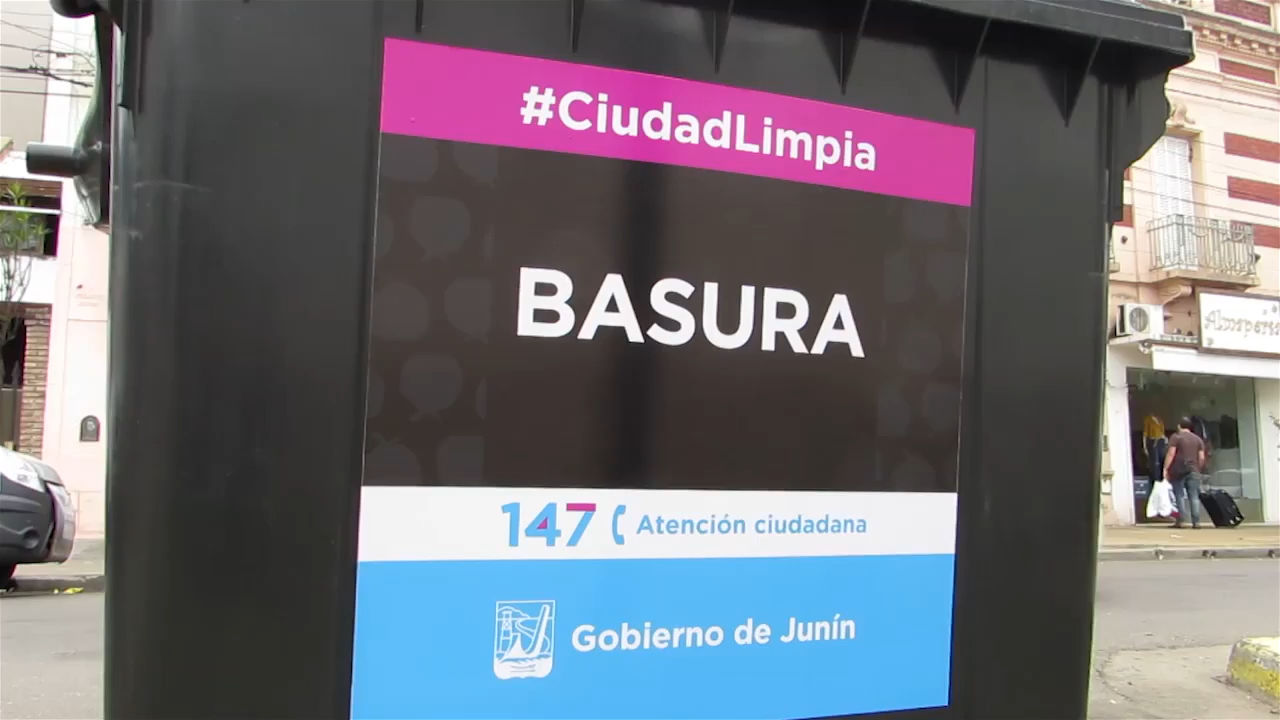 #CiudadLimpia
BASURA
147 Atención ciudadana
Gobierno de Junín